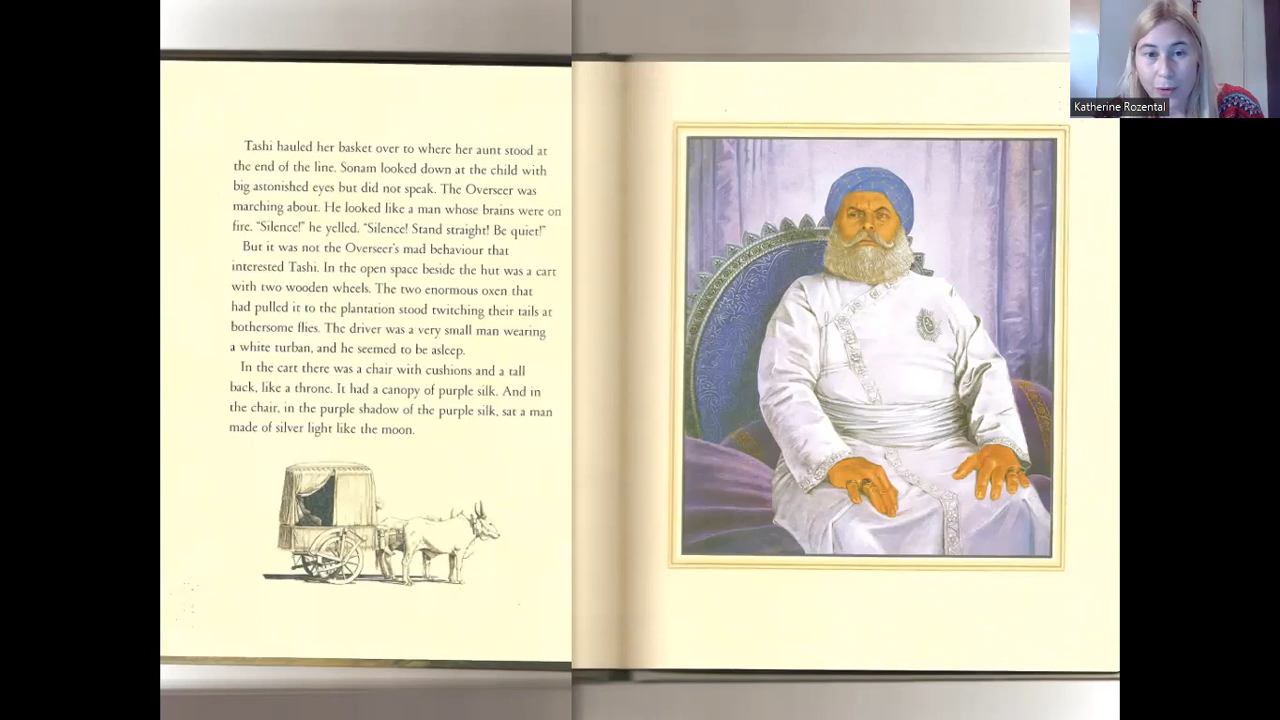 Tashi hauled her basket over to where her aunt stood at
the end of the line. Sonam looked down at the child with
big astonished eyes but did not speak. The Overseer was
marching about. He looked like a man whose brains were on
fire. “Silence!” he yelled. “Silence! Stand straight! Be quiet!”
But it was not the Overseer’s mad behaviour that
interested Tashi. In the open space beside the hut was a cart
with two wooden wheels. The two enormous oxen that
had pulled it to the plantation stood twitching their tails at
bothersome flies. The driver was a very small man wearing
a white turban, and he seemed to be asleep.
In the cart there was a chair with cushions and a tall
back, like a throne. It had a canopy of purple silk. And in
the chair, in the purple shadow of the purple silk, sat a man
made of silver light like the moon.
Katherine Rozental